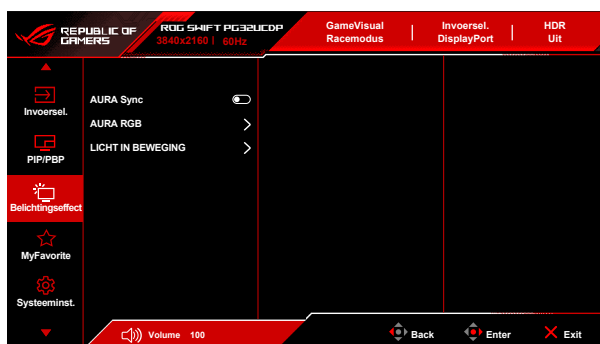 REPUBLIC OF
GAMERS
ROG SWIFT PG32UCDP
3840x2160 | 60Hz
GameVisual
Racemodus
Invoersel.
DisplayPort
HDR
Uit
Invoersel.
PIP/PBP
Belichtingseffect
MyFavorite
Systeeminst.
AURA Sync
AURA RGB
LICHT IN BEWEGING
Volume 100
Back
Enter
Exit